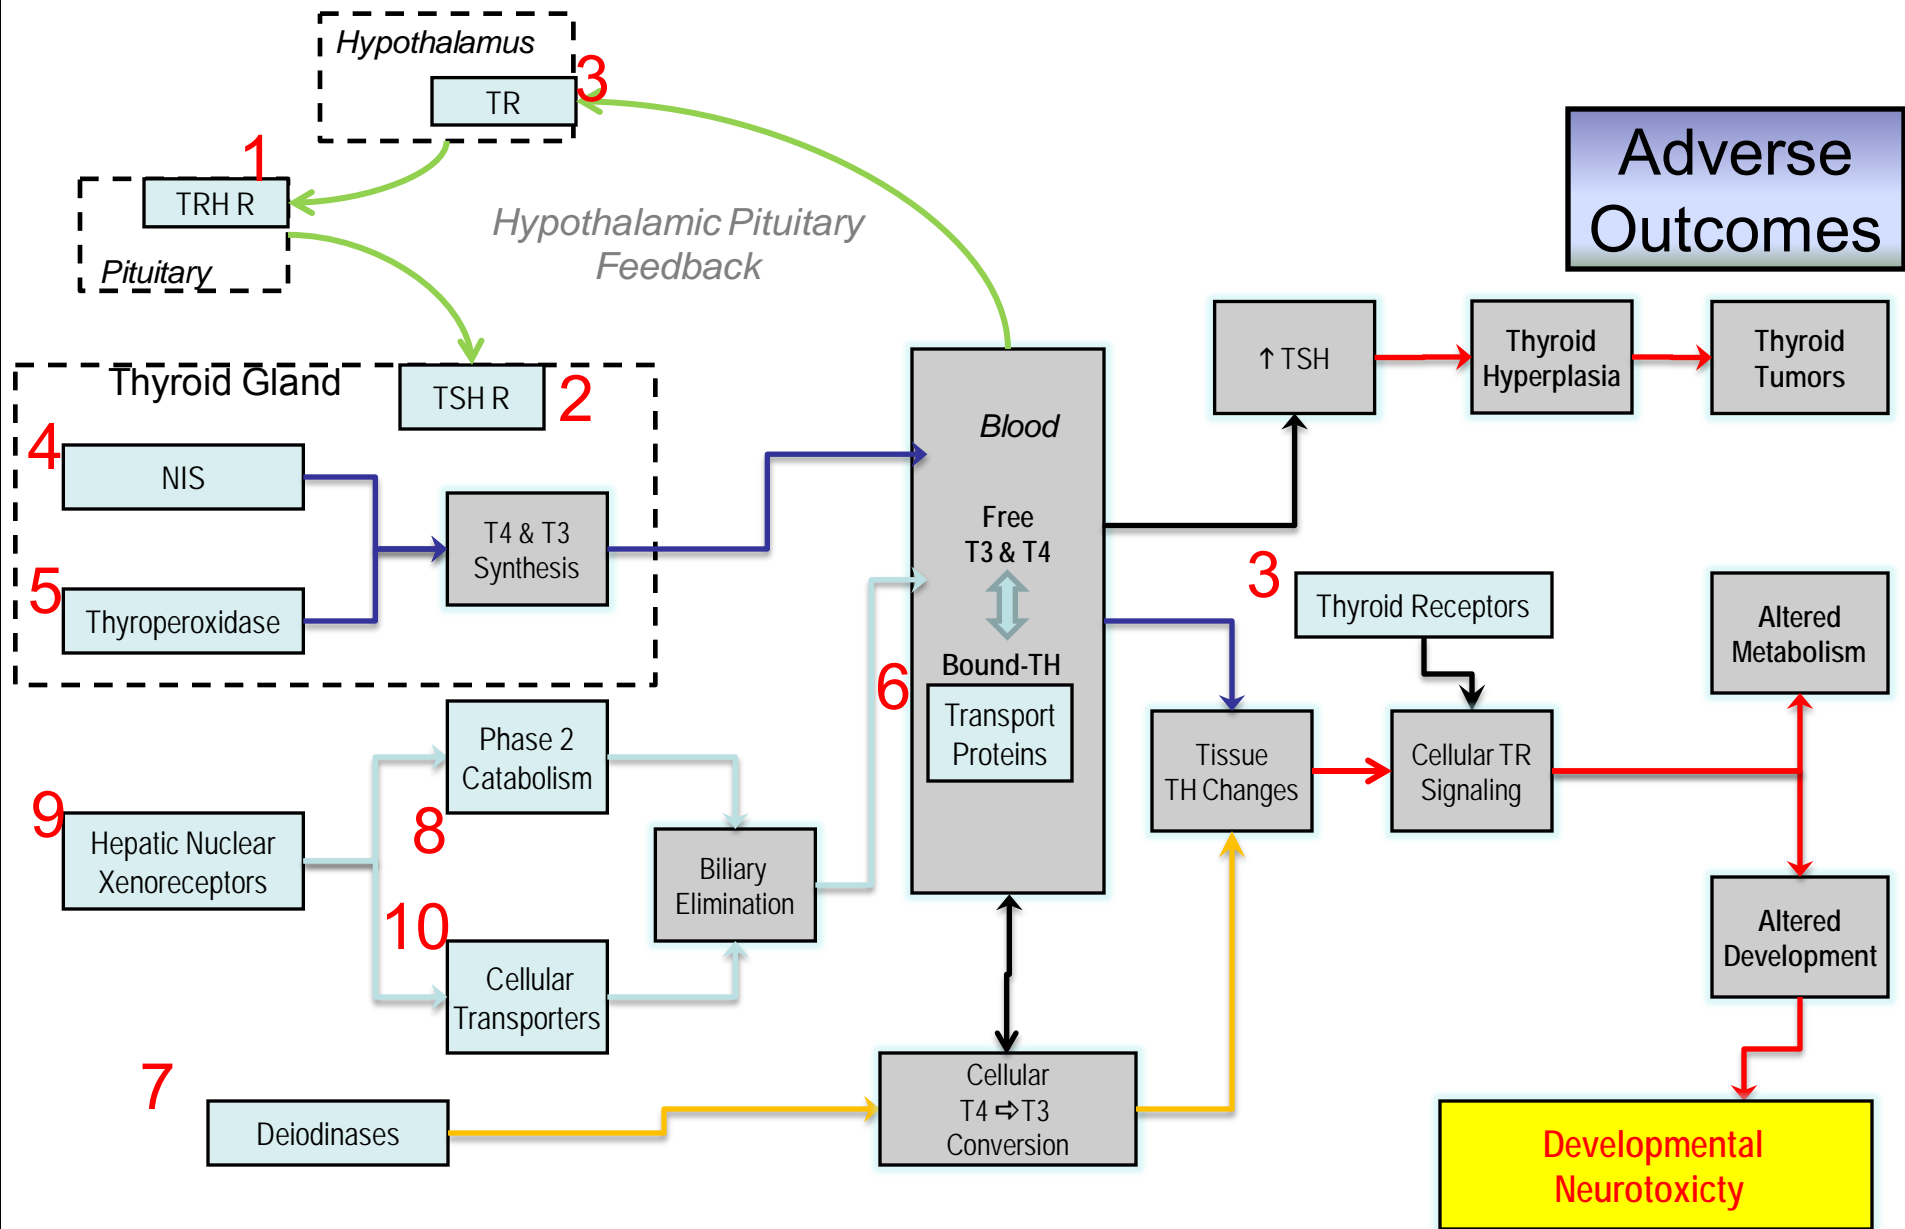 Hypothalamus
TR
3
1
TRH R
Pituitary
Hypothalamic Pituitary
Feedback
Adverse
Outcomes
Thyroid Gland
TSH R
2
4
NIS
5
Thyroperoxidase
T4 & T3
Synthesis
Blood
Free
T3 & T4
Bound-TH
6
Transport
Proteins
↑ TSH
Thyroid
Hyperplasia
Thyroid
Tumors
3
Thyroid Receptors
Altered
Metabolism
Tissue
TH Changes
Cellular TR
Signaling
Altered
Development
9
Hepatic Nuclear
Xenoreceptors
Phase 2
Catabolism
8
10
Cellular
Transporters
Biliary
Elimination
7
Deiodinases
Cellular
T4 ⇨T3
Conversion
Developmental
Neurotoxicty